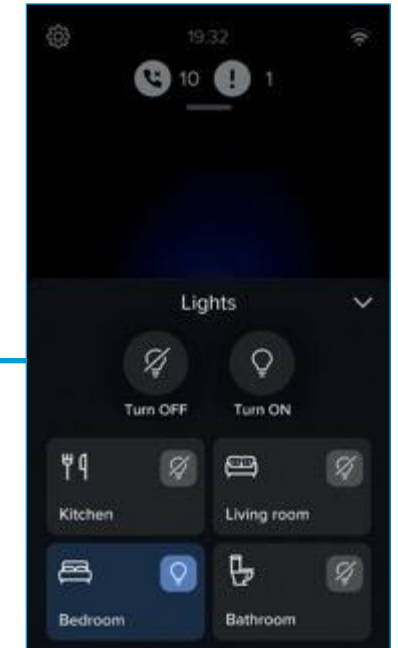 19:32
10 ! 1
Lights
Turn OFF Turn ON
Kitchen Living room
Bedroom Bathroom